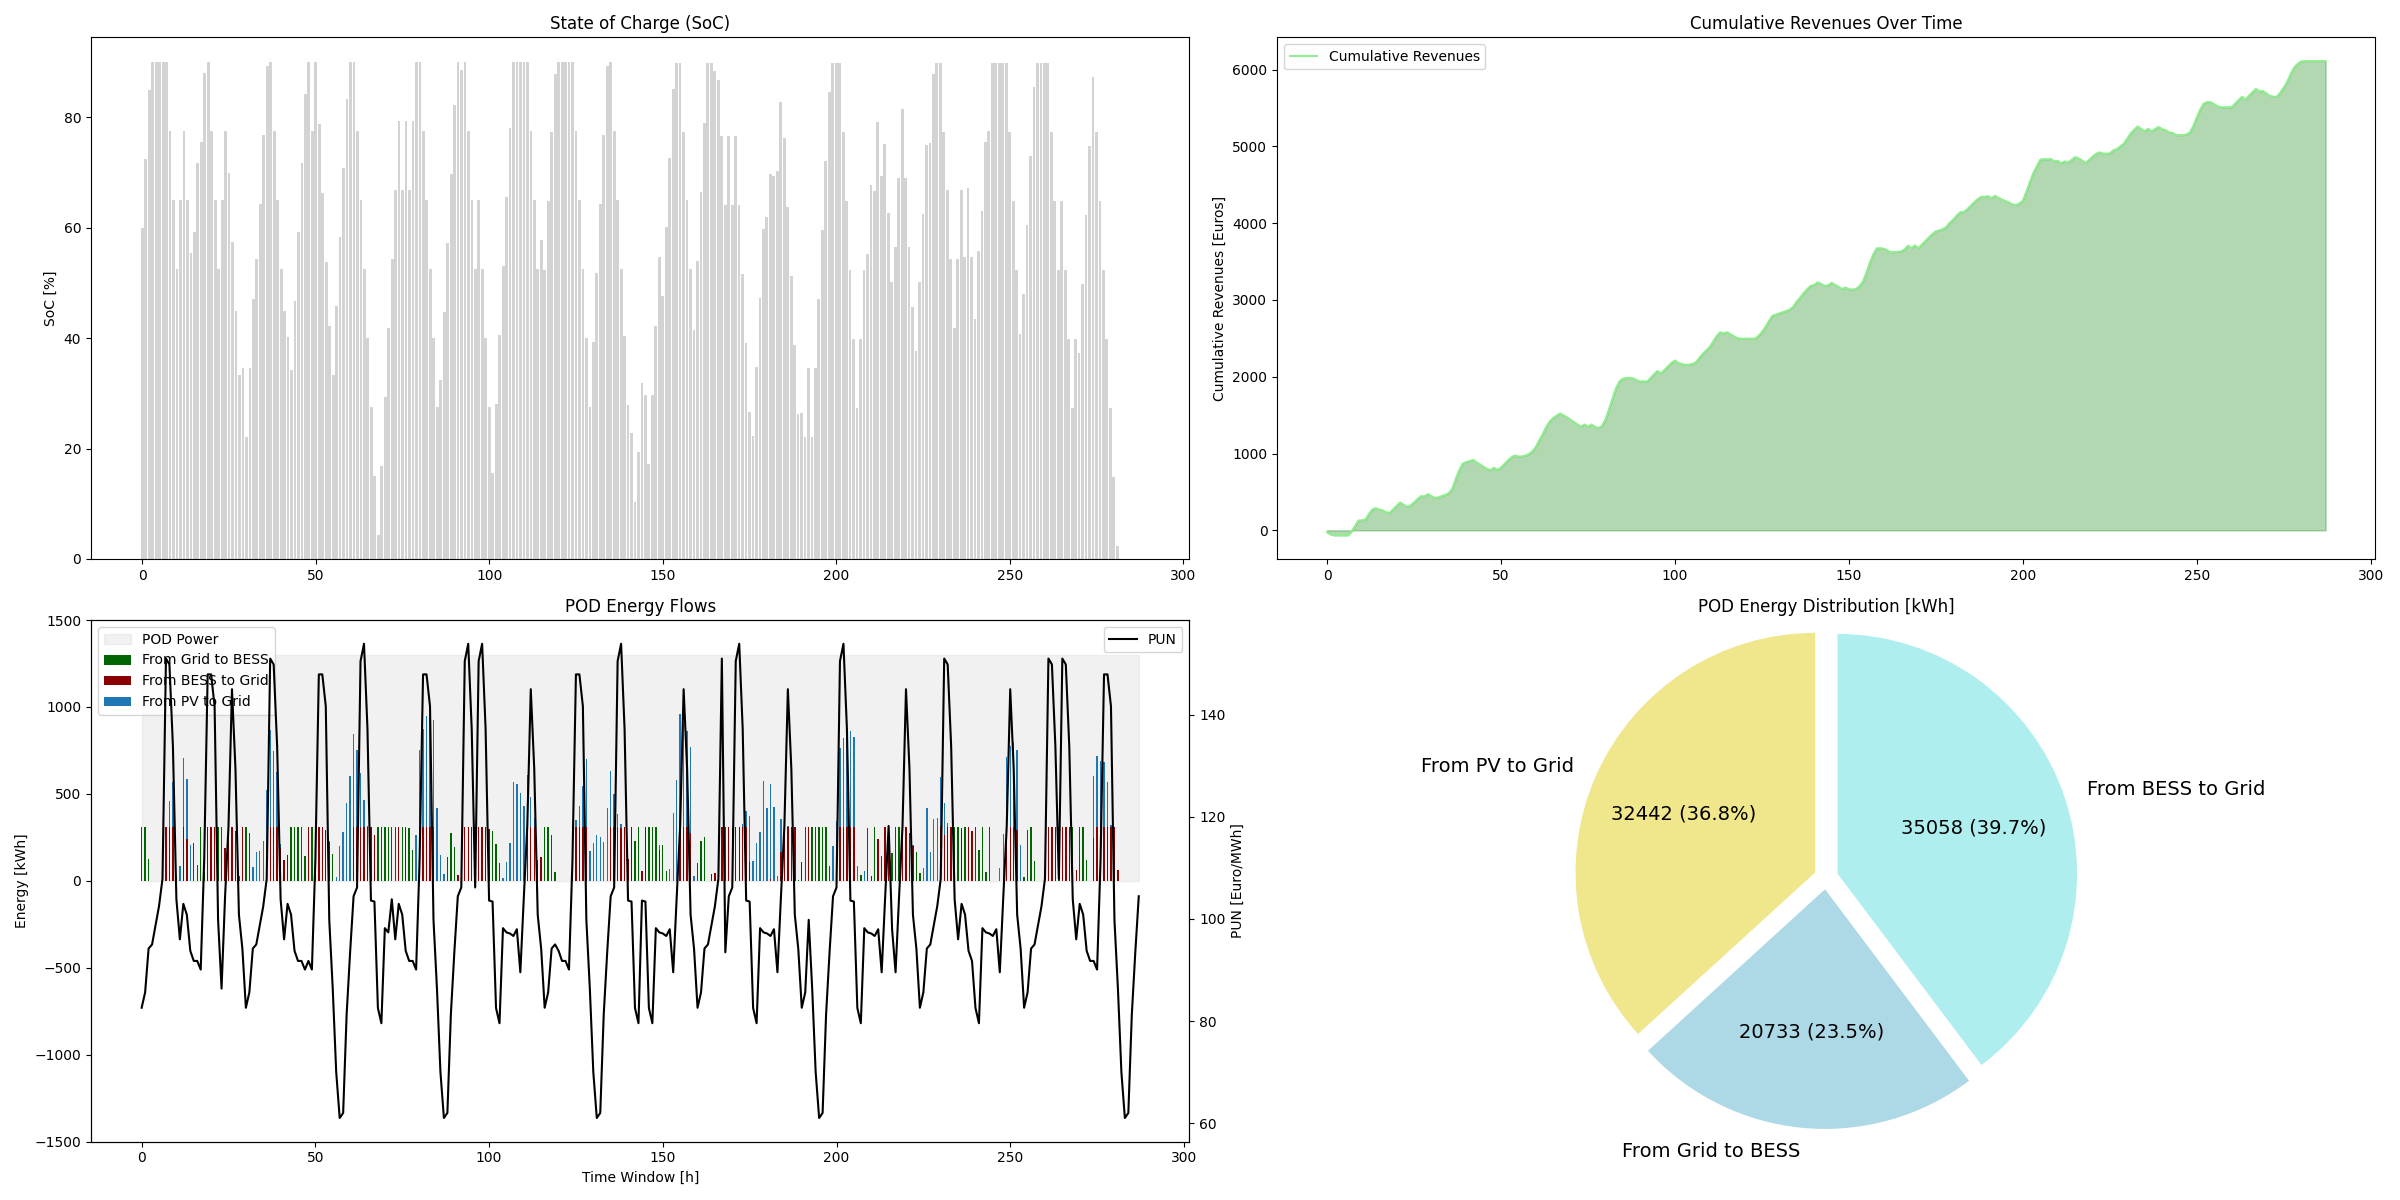 State of Charge (SoC)
SoC [%]
80
60
40
20
0
0 50 100 150 200 250 300
Cumulative Revenues Over Time
Cumulative Revenues
Cumulative Revenues [Euros]
6000
5000
4000
3000
2000
1000
0
0 50 100 150 200 250 300
POD Energy Flows
POD Power
From Grid to BESS
From BESS to Grid
From PV to Grid
PUN
Energy [kWh]
1500
1000
500
0
−500
−1000
−1500
140
120
100
80
60
PUN [Euro/MWh]
0 50 100 150 200 250 300
Time Window [h]
POD Energy Distribution [kWh]
From PV to Grid
32442 (36.8%)
From BESS to Grid
35058 (39.7%)
20733 (23.5%)
From Grid to BESS